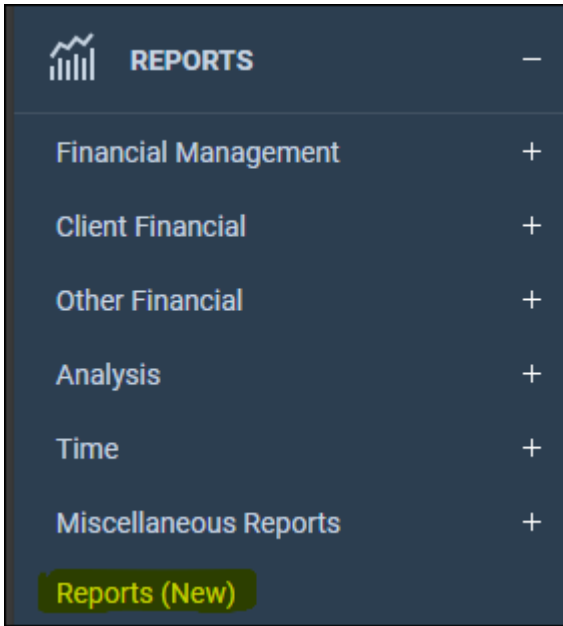 REPORTS
Financial Management
Client Financial
Other Financial
Analysis
Time
Miscellaneous Reports
Reports (New)